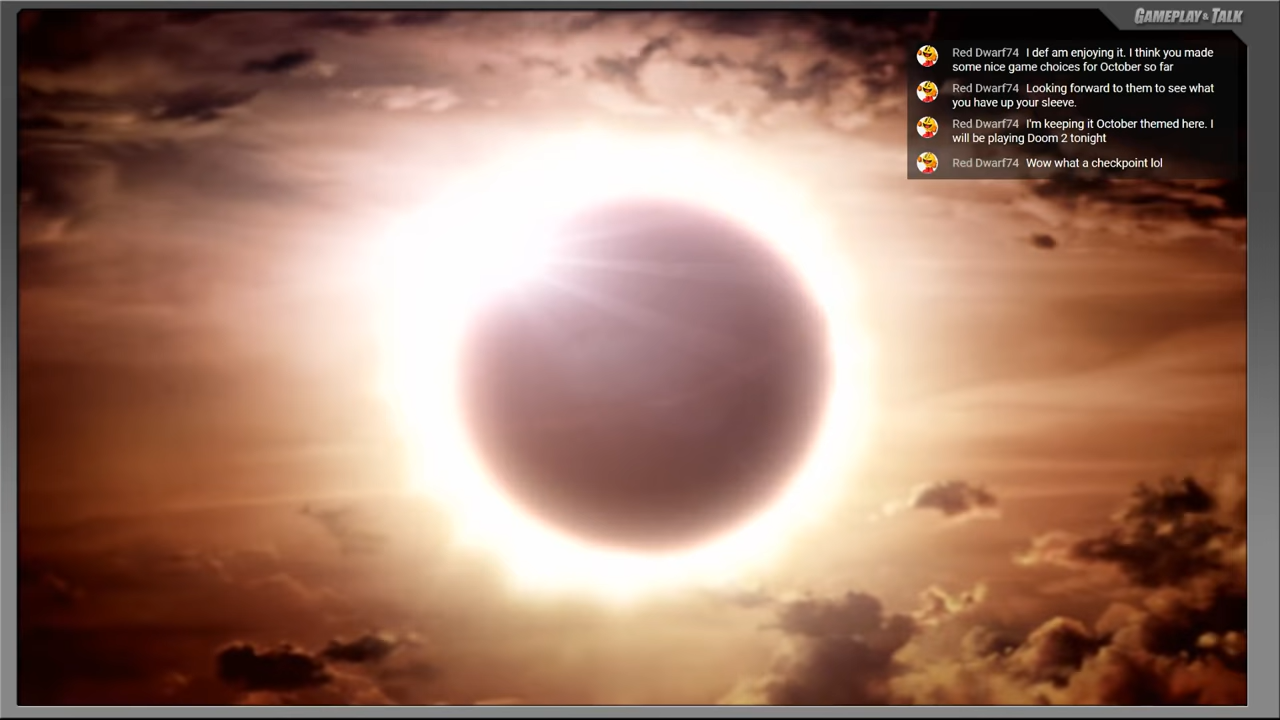 GAMEPLAY & TALK
Red Dwarf74 I def am enjoying it. I think you made
some nice game choices for October so far
Red Dwarf74 Looking forward to them to see what
you have up your sleeve.
Red Dwarf74 I'm keeping it October themed here. I
will be playing Doom 2 tonight
Red Dwarf74 Wow what a checkpoint lol